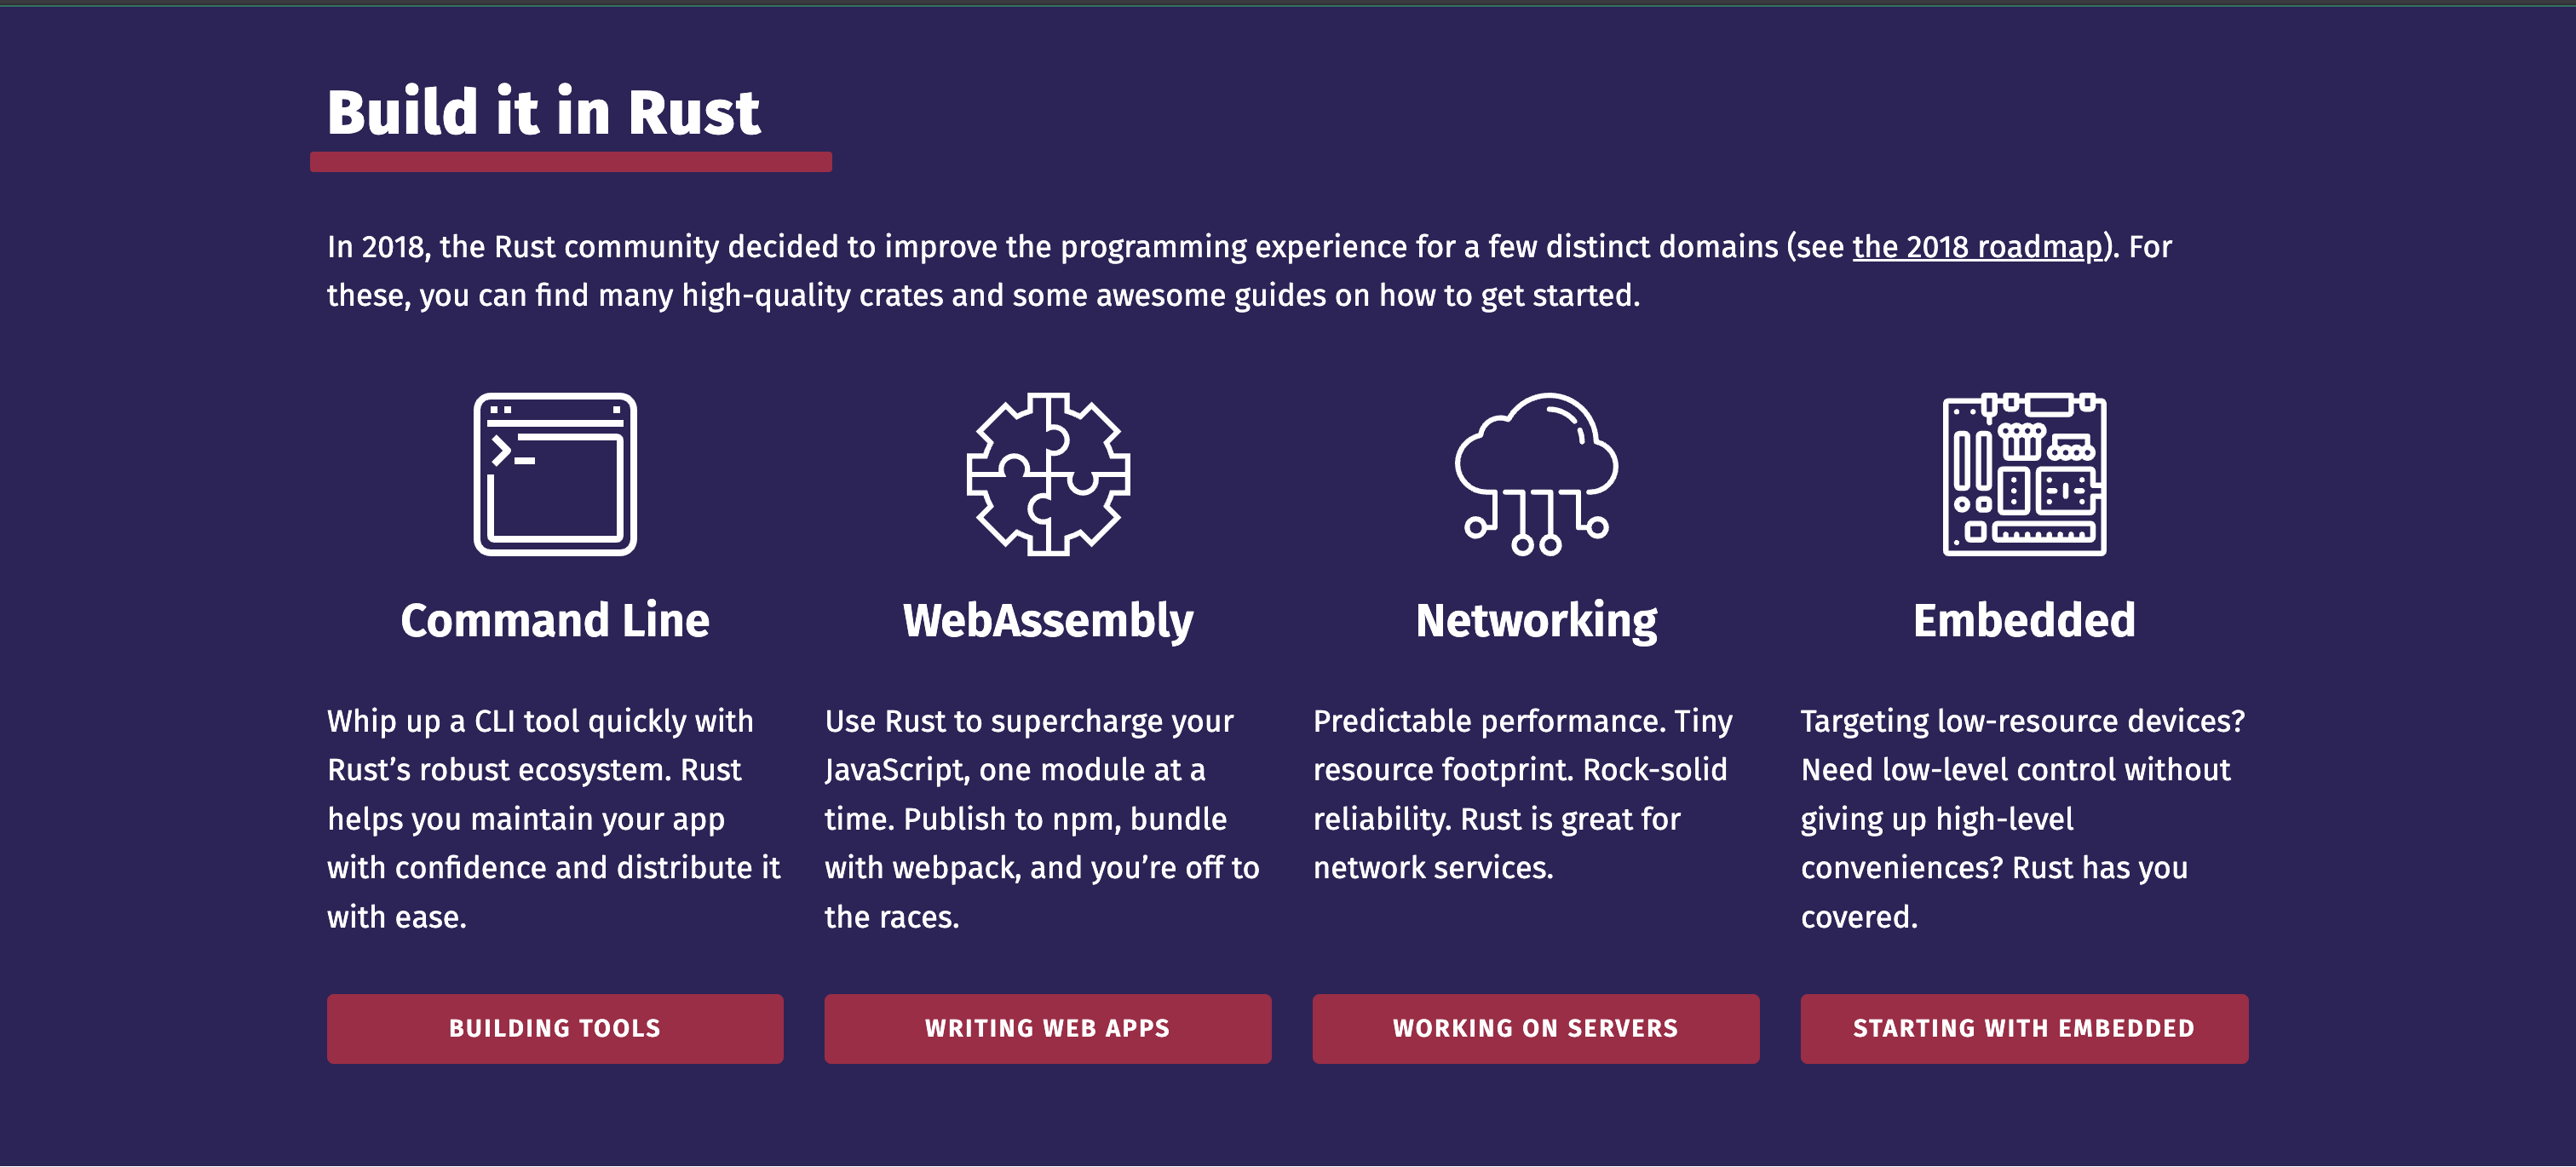 Build it in Rust
In 2018, the Rust community decided to improve the programming experience for a few distinct domains (see the 2018 roadmap). For
these, you can find many high-quality crates and some awesome guides on how to get started.
Command Line
Whip up a CLI tool quickly with
Rust’s robust ecosystem. Rust
helps you maintain your app
with confidence and distribute it
with ease.
BUILDING TOOLS
WebAssembly
Use Rust to supercharge your
JavaScript, one module at a
time. Publish to npm, bundle
with webpack, and you’re off to
the races.
WRITING WEB APPS
Networking
Predictable performance. Tiny
resource footprint. Rock-solid
reliability. Rust is great for
network services.
WORKING ON SERVERS
Embedded
Targeting low-resource devices?
Need low-level control without
giving up high-level
conveniences? Rust has you
covered.
STARTING WITH EMBEDDED